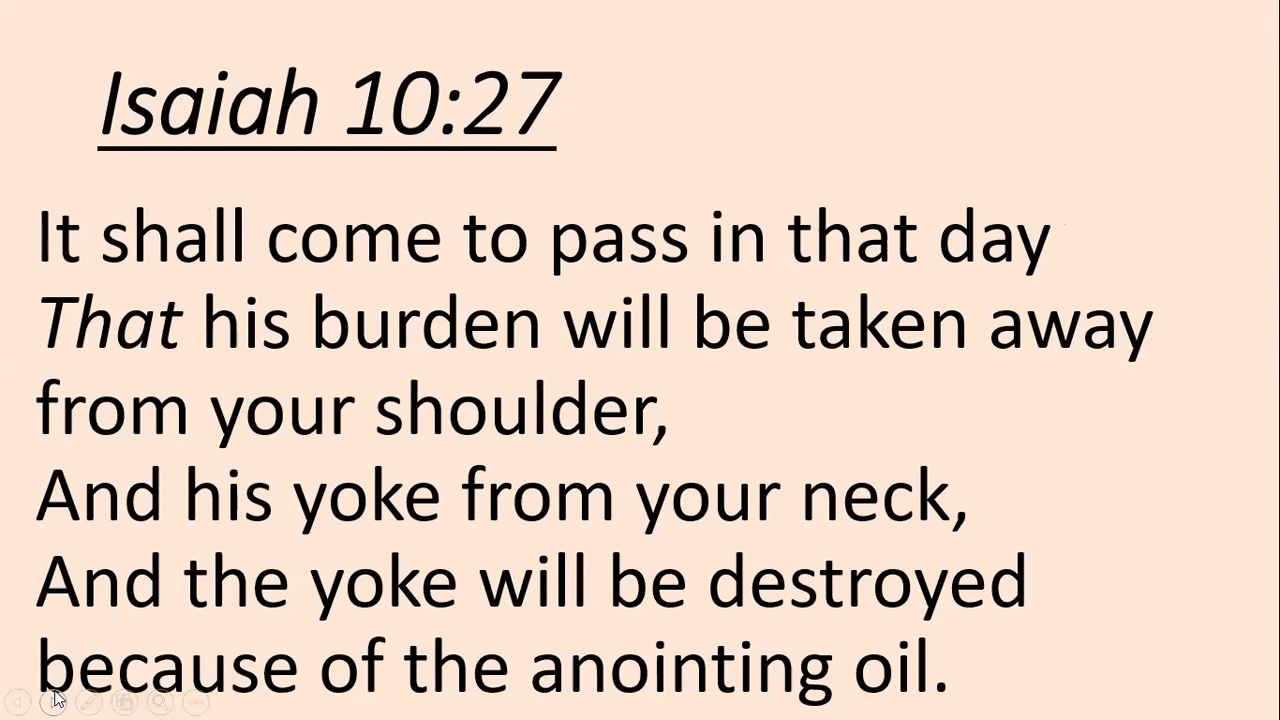 Isaiah 10:27
It shall come to pass in that day
That his burden will be taken away
from your shoulder,
And his yoke from your neck,
And the yoke will be destroyed
because of the anointing oil.